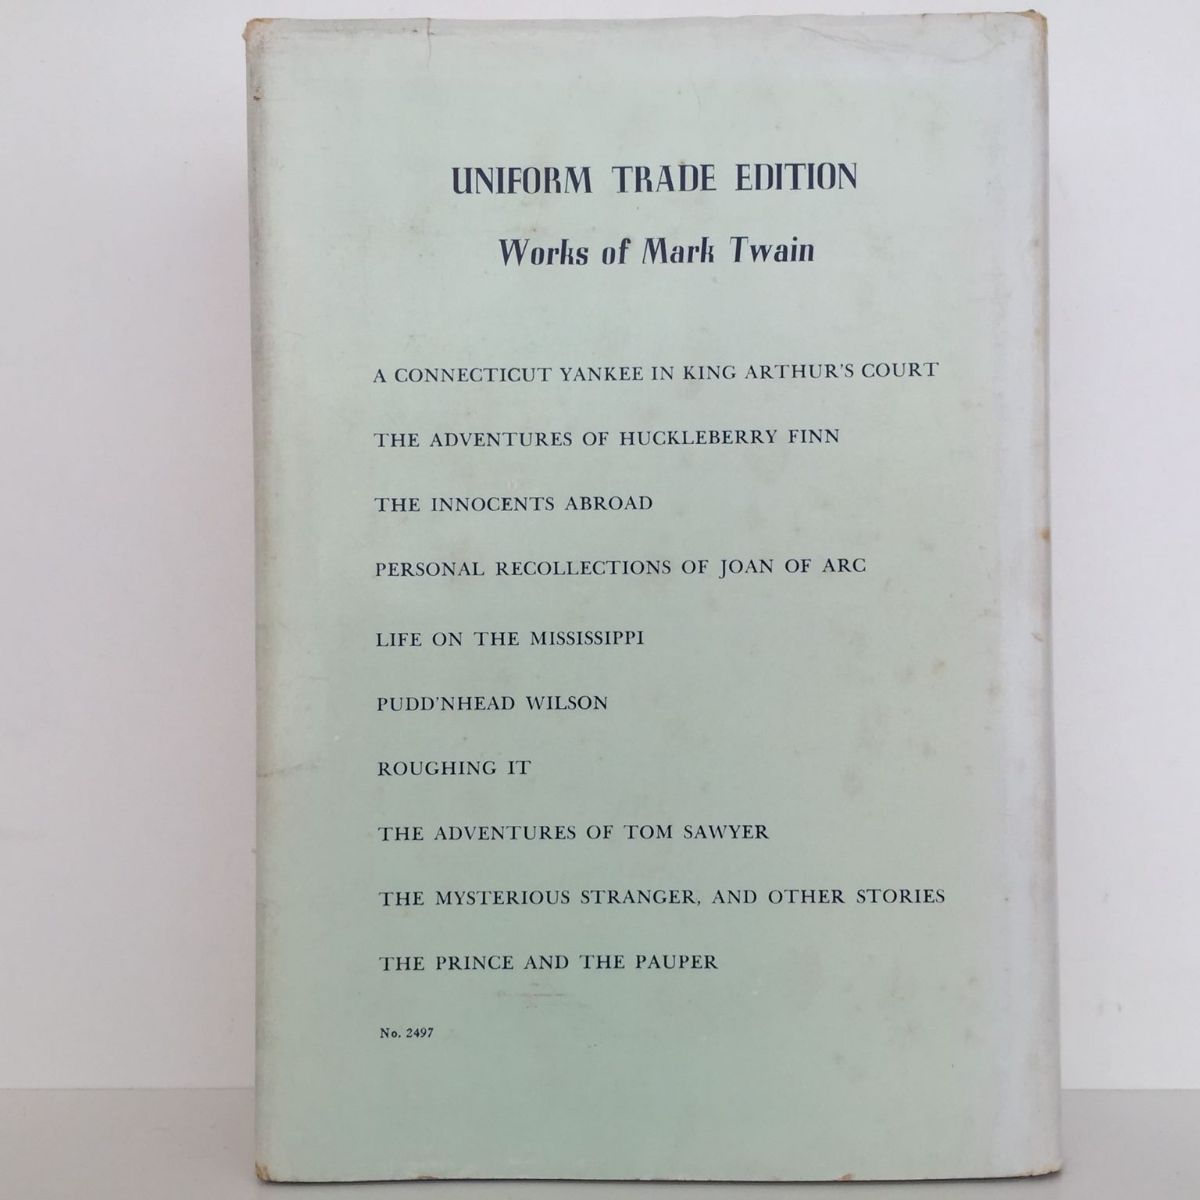 UNIFORM TRADE EDITION
Works of Mark Twain
A CONNECTICUT YANKEE IN KING ARTHUR'S COURT
THE ADVENTURES OF HUCKLEBERRY FINN
THE INNOCENTS ABROAD
PERSONAL RECOLLECTIONS OF JOAN OF ARC
LIFE ON THE MISSISSIPPI
PUDD'NHEAD WILSON
ROUGHING IT
THE ADVENTURES OF TOM SAWYER
THE MYSTERIOUS STRANGER, AND OTHER STORIES
THE PRINCE AND THE PAUPER
No. 2497